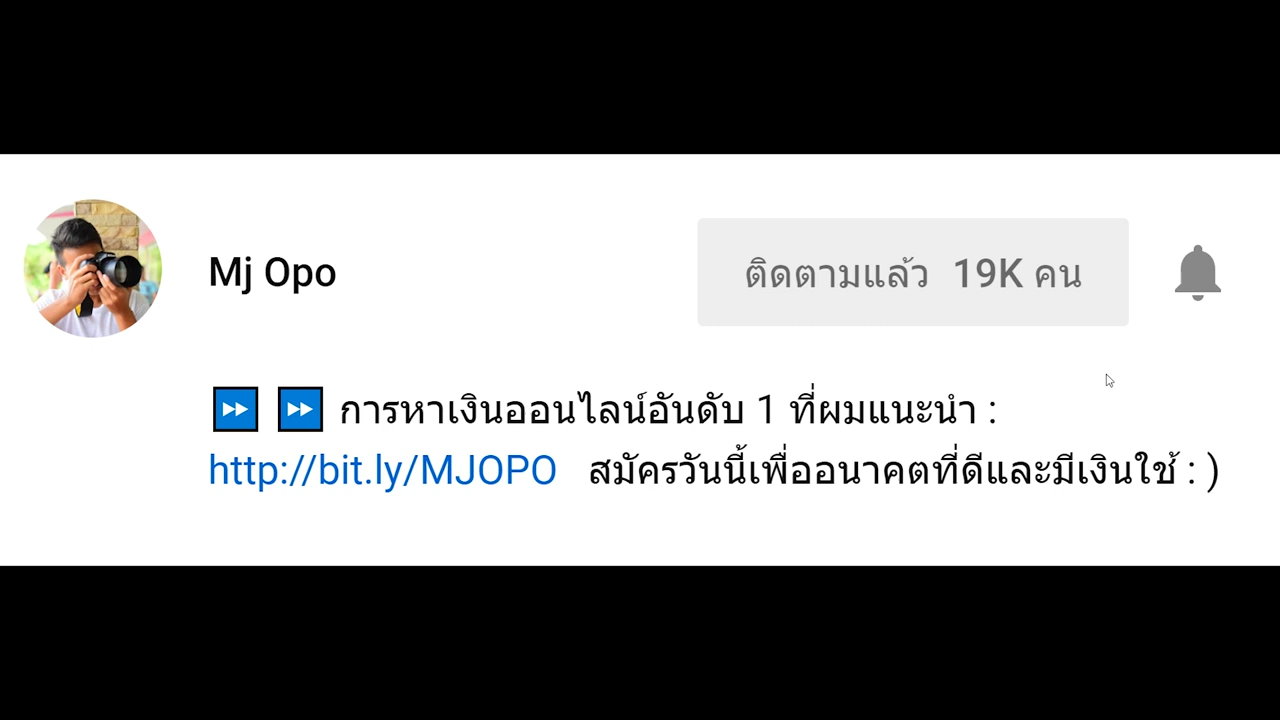 Mj Opo
ติดตามแล้ว 19K คน
⏩ ⏩ การหาเงินออนไลน์อันดับ 1 ที่ผมแนะนำ :
http://bit.ly/MJOPO สมัครวันนี้เพื่ออนาคตที่ดีและมีเงินใช้ : )